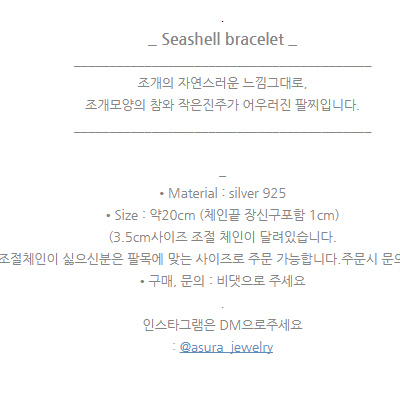 .
_ Seashell bracelet _
조개의 자연스러운 느낌그대로,
조개모양의 참와 작은진주가 어우러진 팔찌입니다.
_
• Material : silver 925
• Size : 약20cm (체인끝 장신구포함 1cm)
(3.5cm사이즈 조절 체인이 달려있습니다.
조절체인이 싫으신분은 팔목에 맞는 사이즈로 주문 가능합니다.주문시 문으
• 구매, 문의 : 비댓으로 주세요
.
인스타그램은 DM으로주세요
: @asura_jewelry